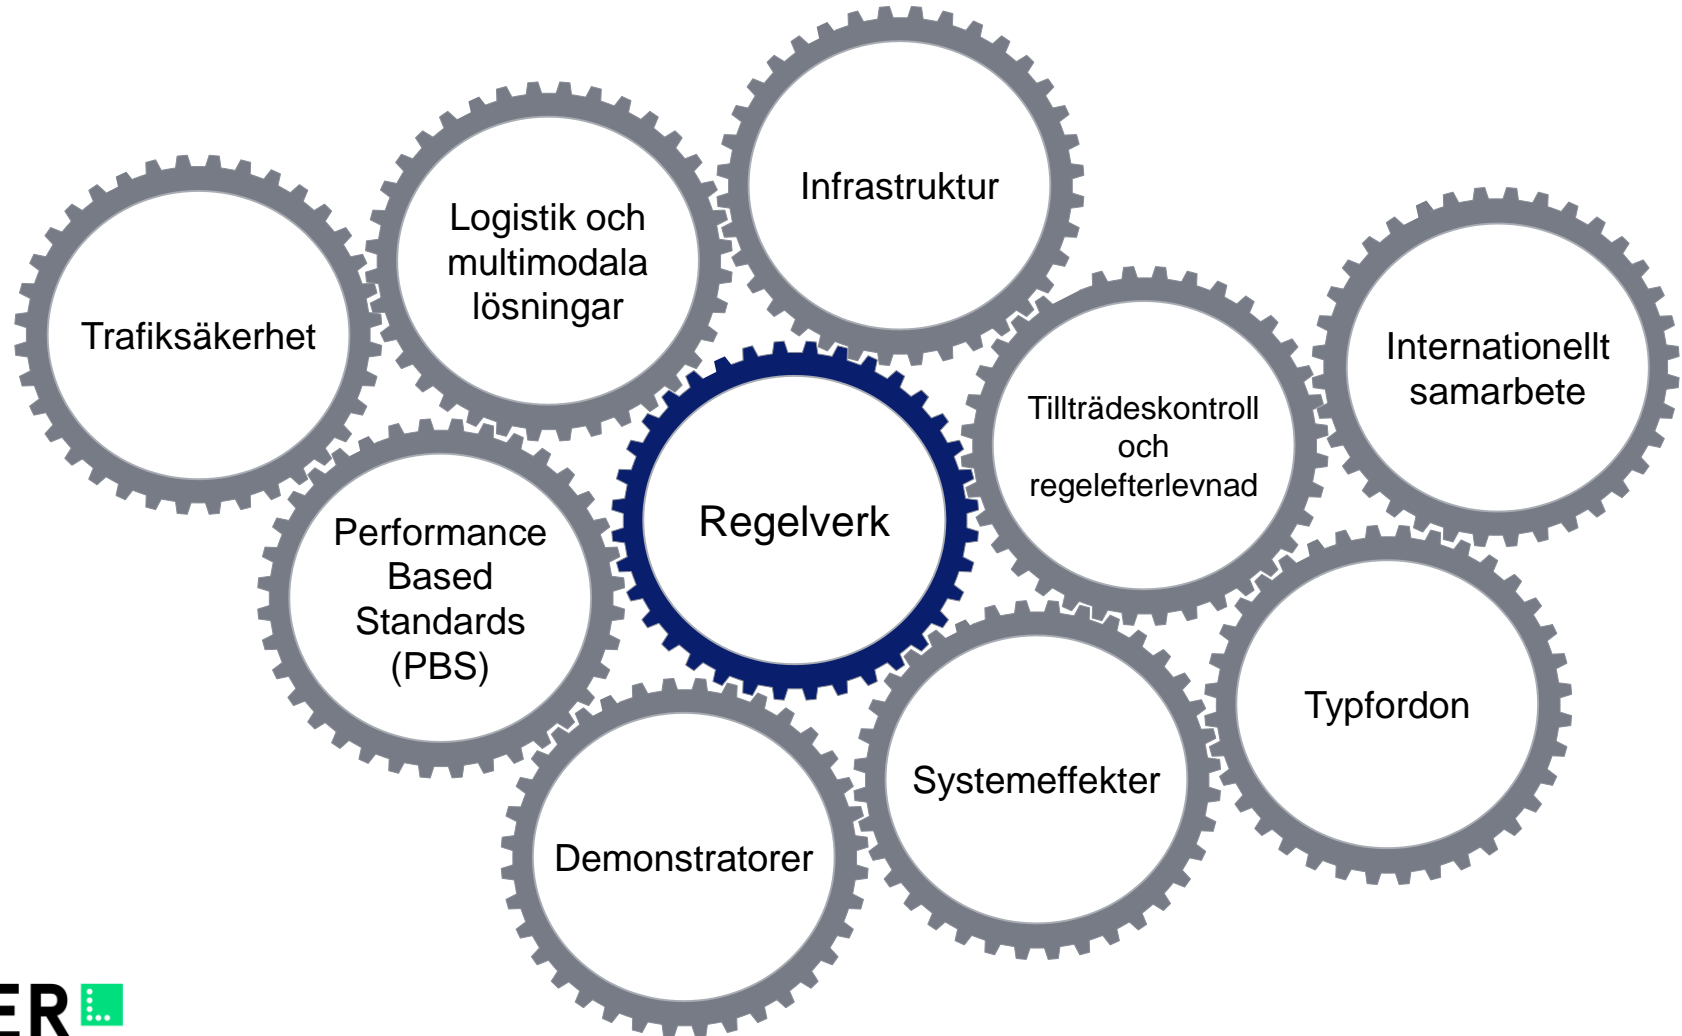 Infrastruktur
Logistik och
multimodala
lösningar
Trafiksäkerhet
Internationellt
samarbete
Tillträdeskontroll
och
regelefterlevnad
Regelverk
Performance
Based
Standards
(PBS)
Typfordon
Systemeffekter
Demonstratorer
ER